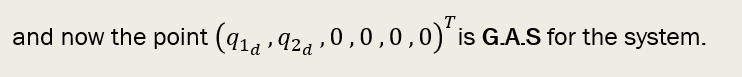 and now the point (q₁d , q₂d , 0 , 0 , 0 , 0)ᵀ is G.A.S for the system.